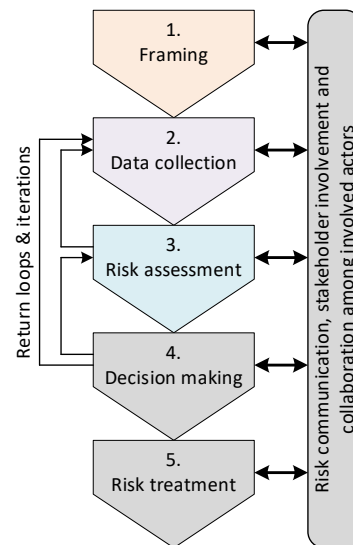 1.
Framing
2.
Data collection
3.
Risk assessment
4.
Decision making
5.
Risk treatment
Return loops & iterations
Risk communication, stakeholder involvement and
collaboration among involved actors